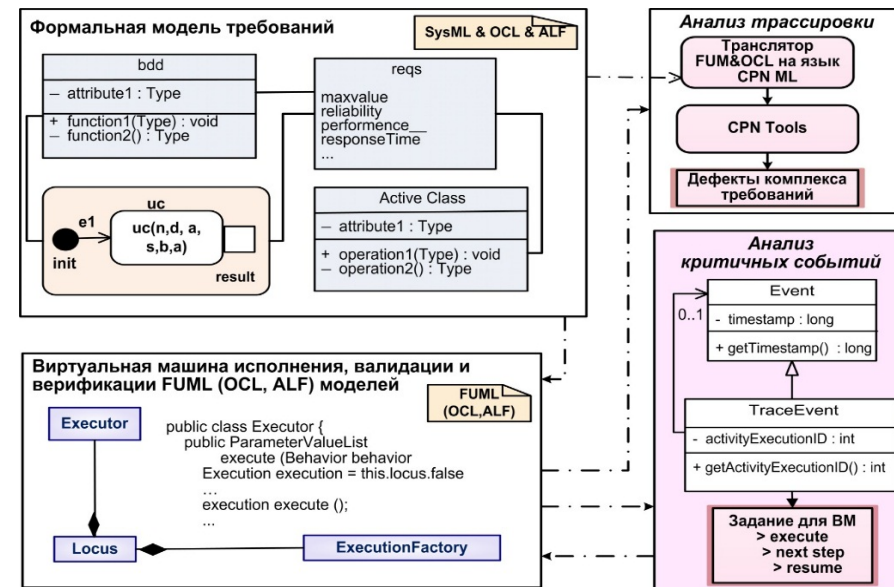 Формальная модель требований
SysML & OCL & ALF
bdd
– attribute1 : Type
+ function1(Type) : void
– function2() : Type
reqs
maxvalue
reliability
performence__
responseTime
...
uc
e1
uc(n,d, a,
s,b,a)
init
result
Active Class
– attribute1 : Type
+ operation1(Type) : void
– operation2() : Type
Анализ трассировки
Транслятор
FUM&OCL на язык
CPN ML
CPN Tools
Дефекты комплекса
требований
Анализ
критичных событий
Event
0..1
- timestamp : long
+ getTimestamp() : long
TraceEvent
- activityExecutionID : int
+ getActivityExecutionID() : int
Задание для ВМ
> execute
> next step
> resume
Виртуальная машина исполнения, валидации и
верификации FUML (OCL, ALF) моделей
FUML
(OCL,ALF)
Executor
public class Executor {
public ParameterValueList
execute (Behavior behavior
Execution execution = this.locus.false
...
execution execute ();
...
Locus
ExecutionFactory